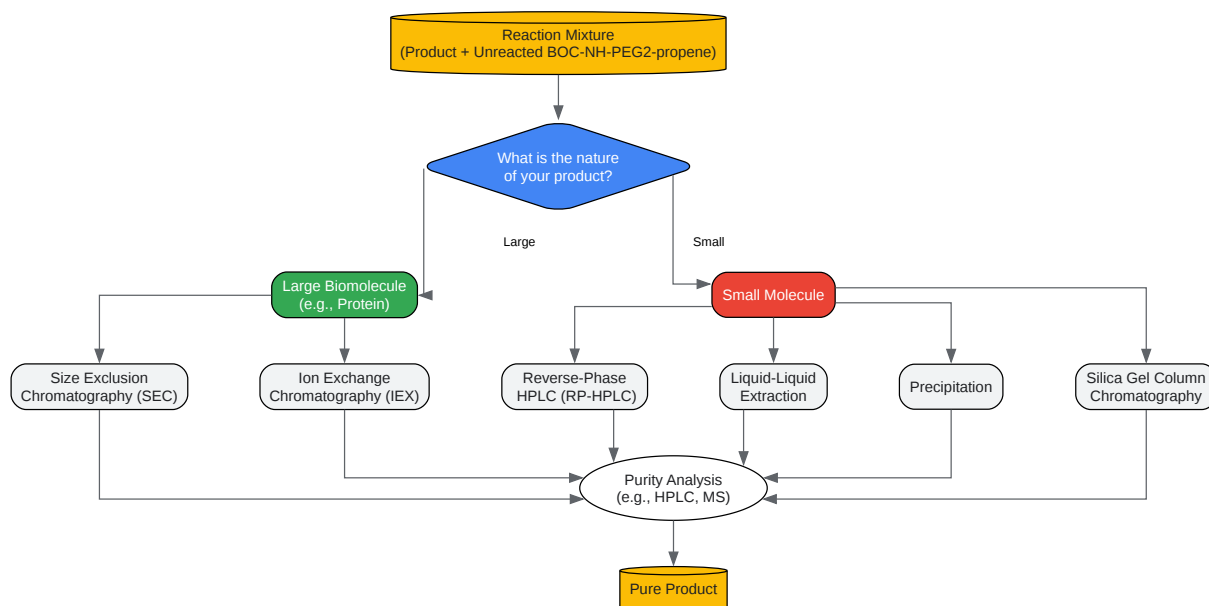 Reaction Mixture
(Product + Unreacted BOC-NH-PEG2-propene)
What is the nature
of your product?
Large
Small
Large Biomolecule
(e.g., Protein)
Small Molecule
Size Exclusion
Chromatography (SEC)
Ion Exchange
Chromatography (IEX)
Reverse-Phase
HPLC (RP-HPLC)
Liquid-Liquid
Extraction
Precipitation
Silica Gel Column
Chromatography
Purity Analysis
(e.g., HPLC, MS)
Pure Product